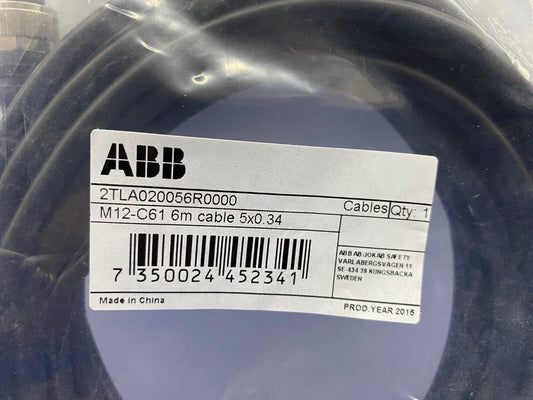 ABB
2TLA020056R0000
Cables Qty: 1
M12-C61 6m cable 5x0.34
ABB AB JOKAB SAFETY
VARLABERGSVÄGEN 11
SE-434 39 KUNGSBACKA
SWEDEN
7 350024 452341
Made in China
PROD.YEAR 2015